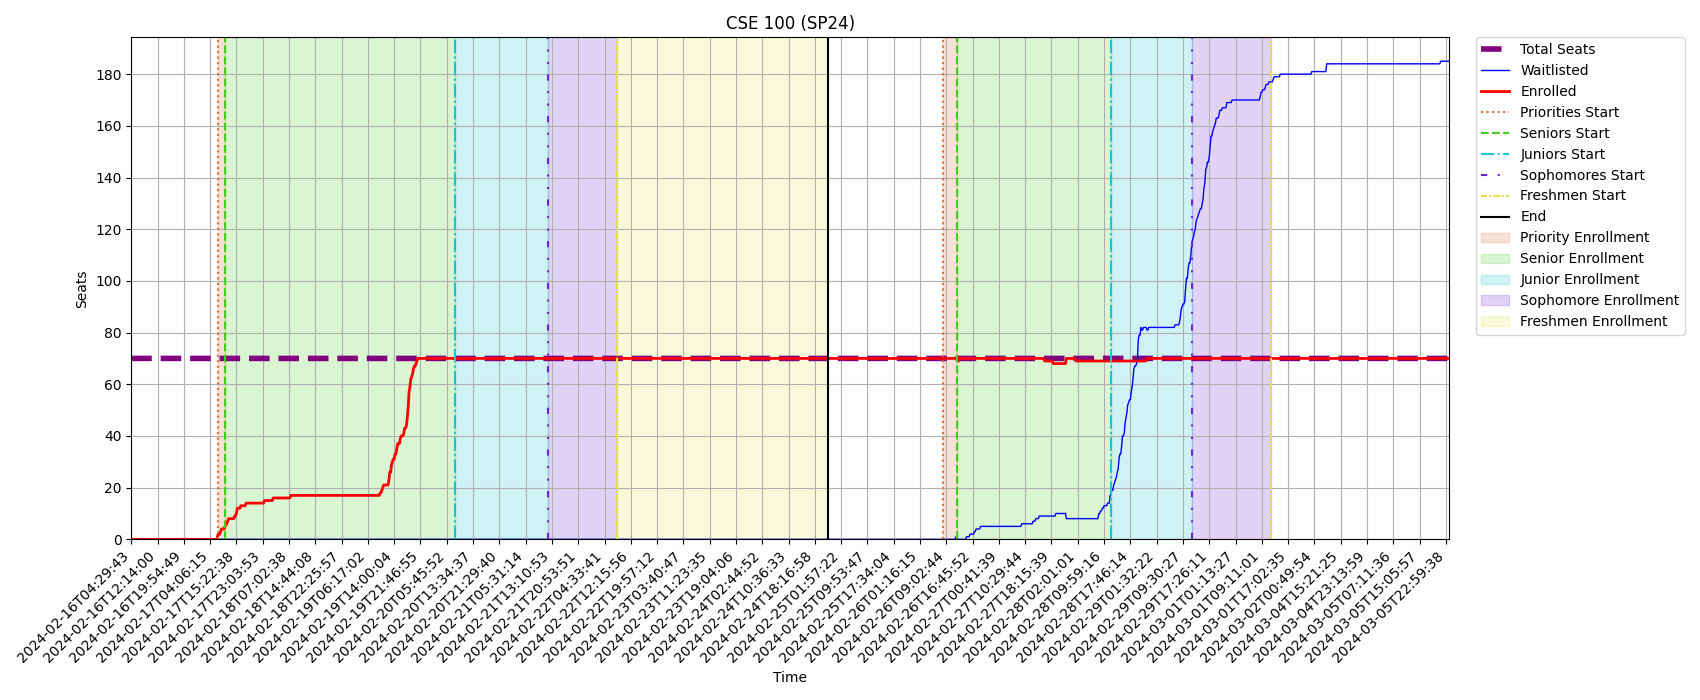 CSE 100 (SP24)
Seats
180
160
140
120
100
80
60
40
20
0
2024-02-16T04:29:43
2024-02-16T12:14:00
2024-02-16T19:54:49
2024-02-17T04:06:15
2024-02-17T15:22:38
2024-02-17T23:03:53
2024-02-18T07:02:38
2024-02-18T14:44:08
2024-02-18T22:25:57
2024-02-19T06:17:02
2024-02-19T14:00:04
2024-02-19T21:46:55
2024-02-20T05:45:52
2024-02-20T13:34:37
2024-02-20T21:29:40
2024-02-21T05:31:14
2024-02-21T13:10:53
2024-02-21T20:53:51
2024-02-22T04:33:41
2024-02-22T12:15:56
2024-02-22T19:57:12
2024-02-23T03:40:47
2024-02-23T11:23:35
2024-02-23T19:04:06
2024-02-24T02:44:52
2024-02-24T10:36:33
2024-02-24T18:16:58
2024-02-25T01:57:22
2024-02-25T09:53:47
2024-02-25T17:34:04
2024-02-26T01:16:15
2024-02-26T09:02:44
2024-02-26T16:45:52
2024-02-27T00:41:39
2024-02-27T10:29:44
2024-02-27T18:15:39
2024-02-28T02:01:01
2024-02-28T09:59:16
2024-02-28T17:46:14
2024-02-29T01:32:22
2024-02-29T09:30:27
2024-02-29T17:26:11
2024-03-01T01:13:27
2024-03-01T09:11:01
2024-03-01T17:02:35
2024-03-02T00:49:54
2024-03-04T15:21:25
2024-03-04T23:13:59
2024-03-05T07:11:36
2024-03-05T15:05:57
2024-03-05T22:59:38
Time
Total Seats
Waitlisted
Enrolled
Priorities Start
Seniors Start
Juniors Start
Sophomores Start
Freshmen Start
End
Priority Enrollment
Senior Enrollment
Junior Enrollment
Sophomore Enrollment
Freshmen Enrollment